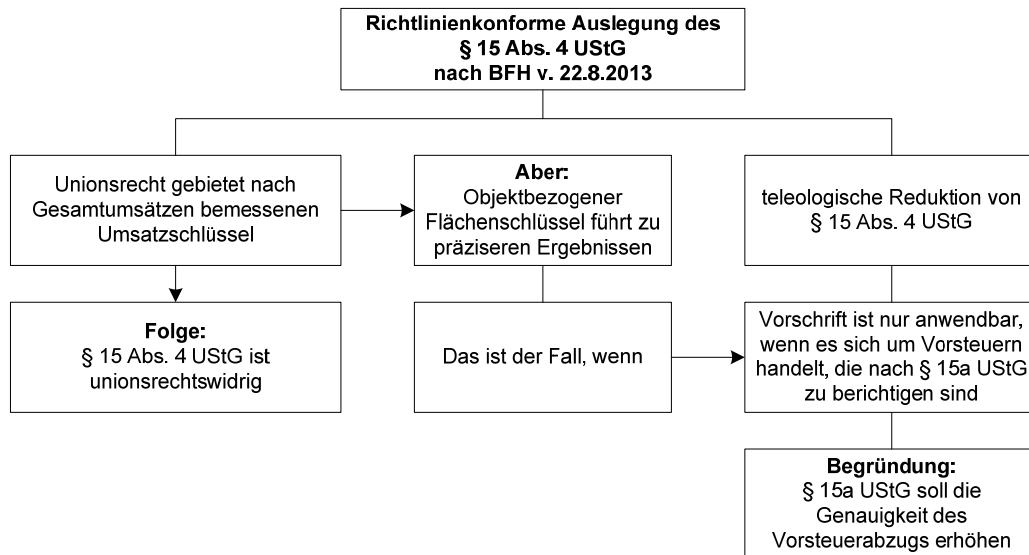 Richtlinienkonforme Auslegung des
§ 15 Abs. 4 UStG
nach BFH v. 22.8.2013
Unionsrecht gebietet nach
Gesamtumsätzen bemessenen
Umsatzschlüssel
Aber:
Objektbezogener
Flächenschlüssel führt zu
präziseren Ergebnissen
teleologische Reduktion von
§ 15 Abs. 4 UStG
Folge:
§ 15 Abs. 4 UStG ist
unionsrechtswidrig
Das ist der Fall, wenn
Vorschrift ist nur anwendbar,
wenn es sich um Vorsteuern
handelt, die nach § 15a UStG
zu berichtigen sind
Begründung:
§ 15a UStG soll die
Genauigkeit des
Vorsteuerabzugs erhöhen